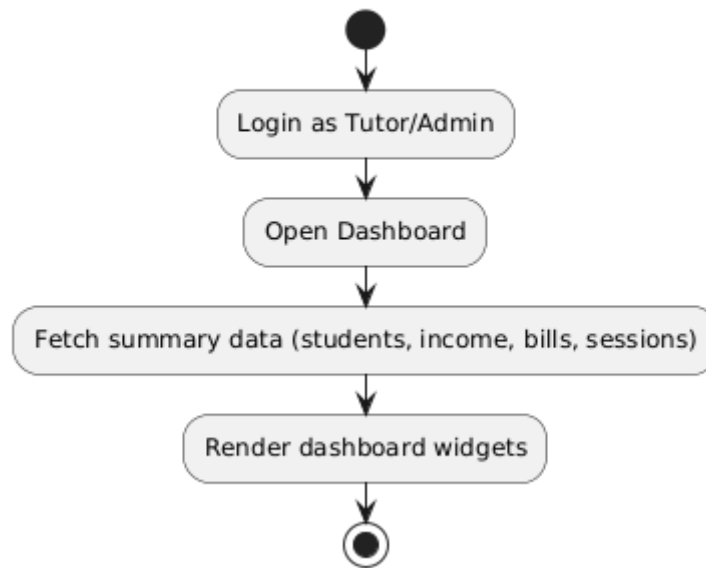 Login as Tutor/Admin
Open Dashboard
Fetch summary data (students, income, bills, sessions)
Render dashboard widgets